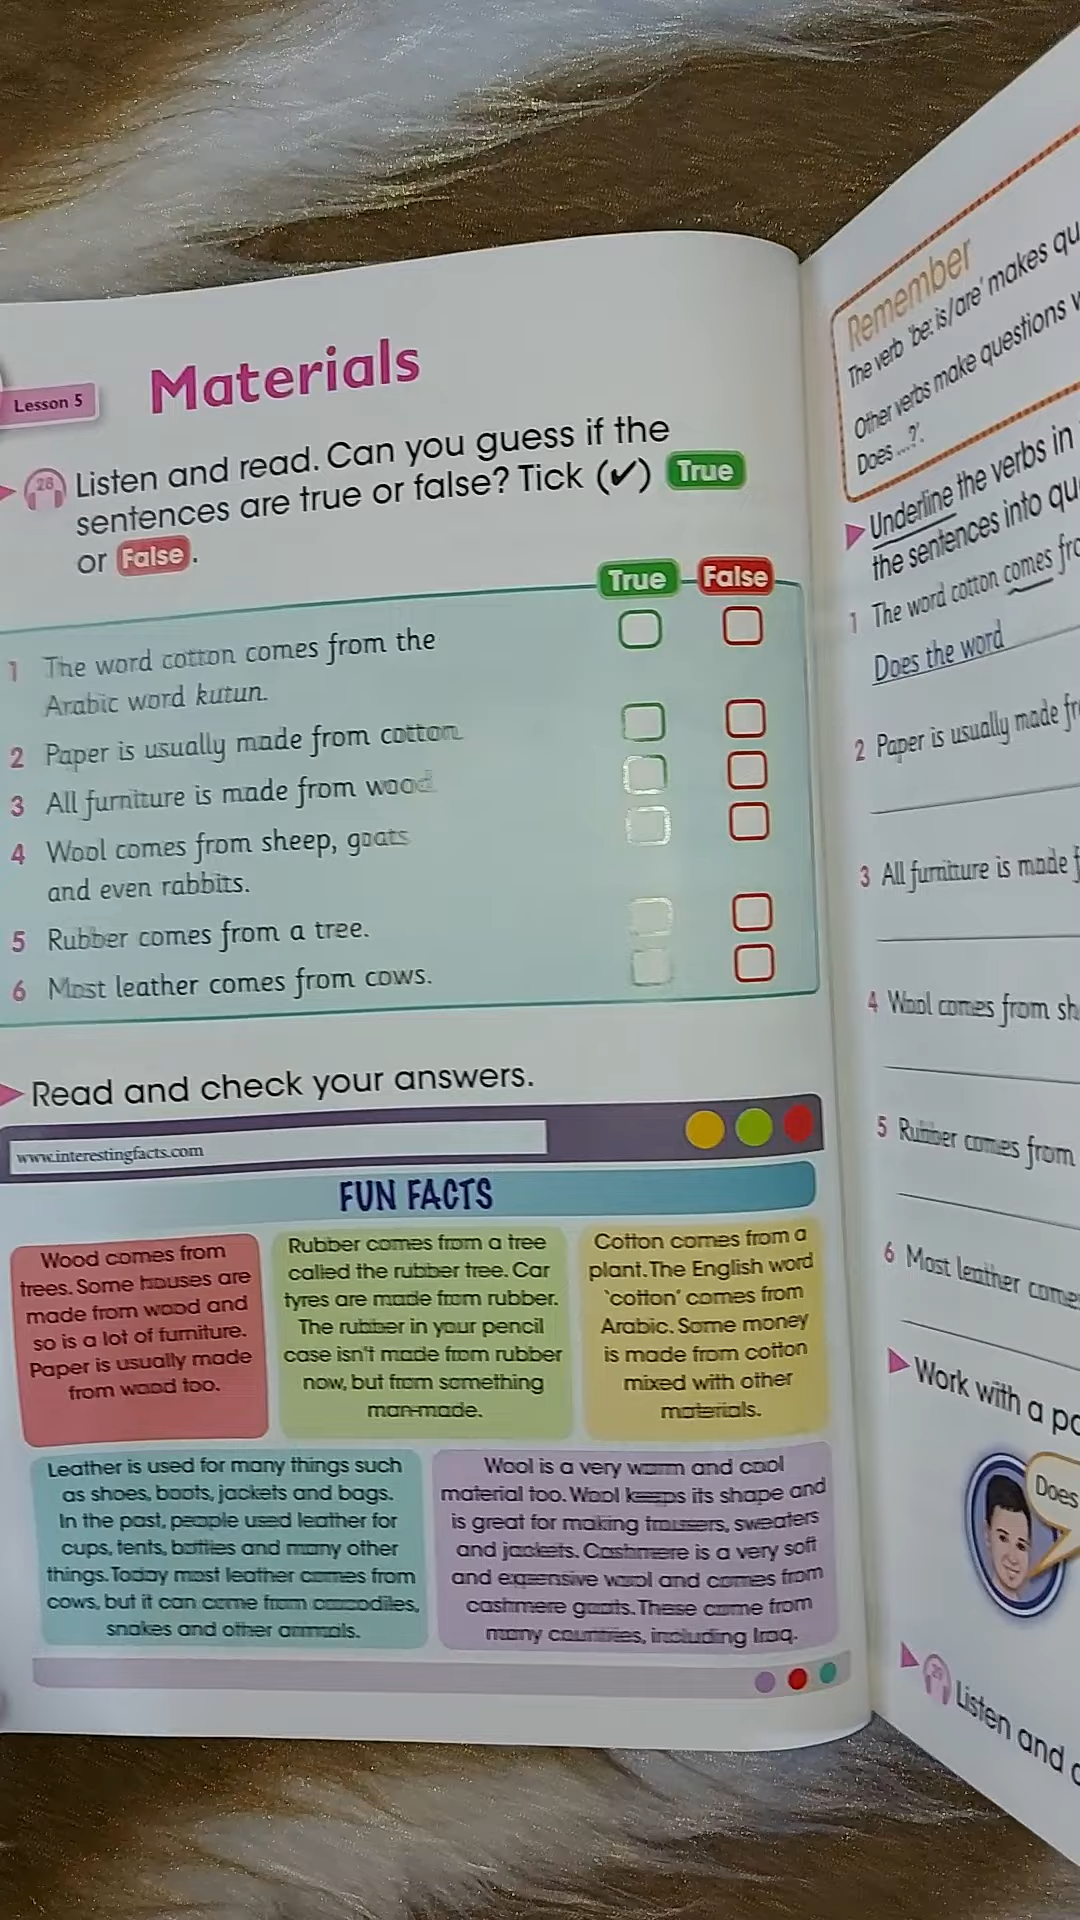 Lesson 5
Materials
28 Listen and read. Can you guess if the
sentences are true or false? Tick (✔) True
or False.
True False
1 The word cotton comes from the
Arabic word kutun.
2 Paper is usually made from cotton.
3 All furniture is made from wood.
4 Wool comes from sheep, goats
and even rabbits.
5 Rubber comes from a tree.
6 Most leather comes from cows.
Read and check your answers.
www.interestingfacts.com
FUN FACTS
Wood comes from
trees. Some houses are
made from wood and
so is a lot of furniture.
Paper is usually made
from wood too.
Rubber comes from a tree
called the rubber tree. Car
tyres are made from rubber.
The rubber in your pencil
case isn't made from rubber
now, but from something
man-made.
Cotton comes from a
plant. The English word
'cotton' comes from
Arabic. Some money
is made from cotton
mixed with other
materials.
Leather is used for many things such
as shoes, boots, jackets and bags.
In the past, people used leather for
cups, tents, bottles and many other
things. Today most leather comes from
cows, but it can come from crocodiles,
snakes and other animals.
Wool is a very warm and cool
material too. Wool keeps its shape and
is great for making trousers, sweaters
and jackets. Cashmere is a very soft
and expensive wool and comes from
cashmere goats. These come from
many countries, including Iraq.
Remember
The verb 'be: is/are' makes
Other verbs make questions
Does ...?'.
Underline the verbs in
the sentences into
1 The word cotton comes
Does the word
2 Paper is usually made
3 All furniture is made
4 Wool comes from
5 Rubber comes from
6 Most leather
Work with a
Does
29 Listen and